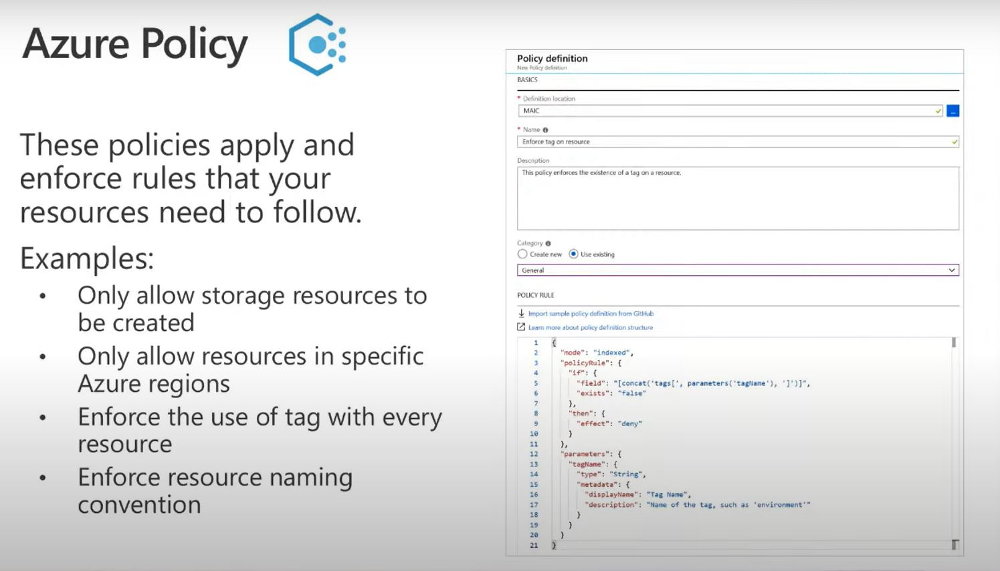 Azure Policy
These policies apply and
enforce rules that your
resources need to follow.
Examples:
• Only allow storage resources to
be created
• Only allow resources in specific
Azure regions
• Enforce the use of tag with every
resource
• Enforce resource naming
convention
Policy definition
New Policy definition
BASICS
* Definition location
MAIC
...
* Name
Enforce tag on resource
Description
This policy enforces the existence of a tag on a resource.
Category
Create new Use existing
General
POLICY RULE
Import sample policy definition from GitHub
Learn more about policy definition structure
1 {
2 "mode": "indexed",
3 "policyRule": {
4 "if": {
5 "field": "[concat('tags[', parameters('tagName'), ']')]",
6 "exists": "false"
7 },
8 "then": {
9 "effect": "deny"
10 }
11 },
12 "parameters": {
13 "tagName": {
14 "type": "String",
15 "metadata": {
16 "displayName": "Tag Name",
17 "description": "Name of the tag, such as 'environment'"
18 }
19 }
20 }
21 }